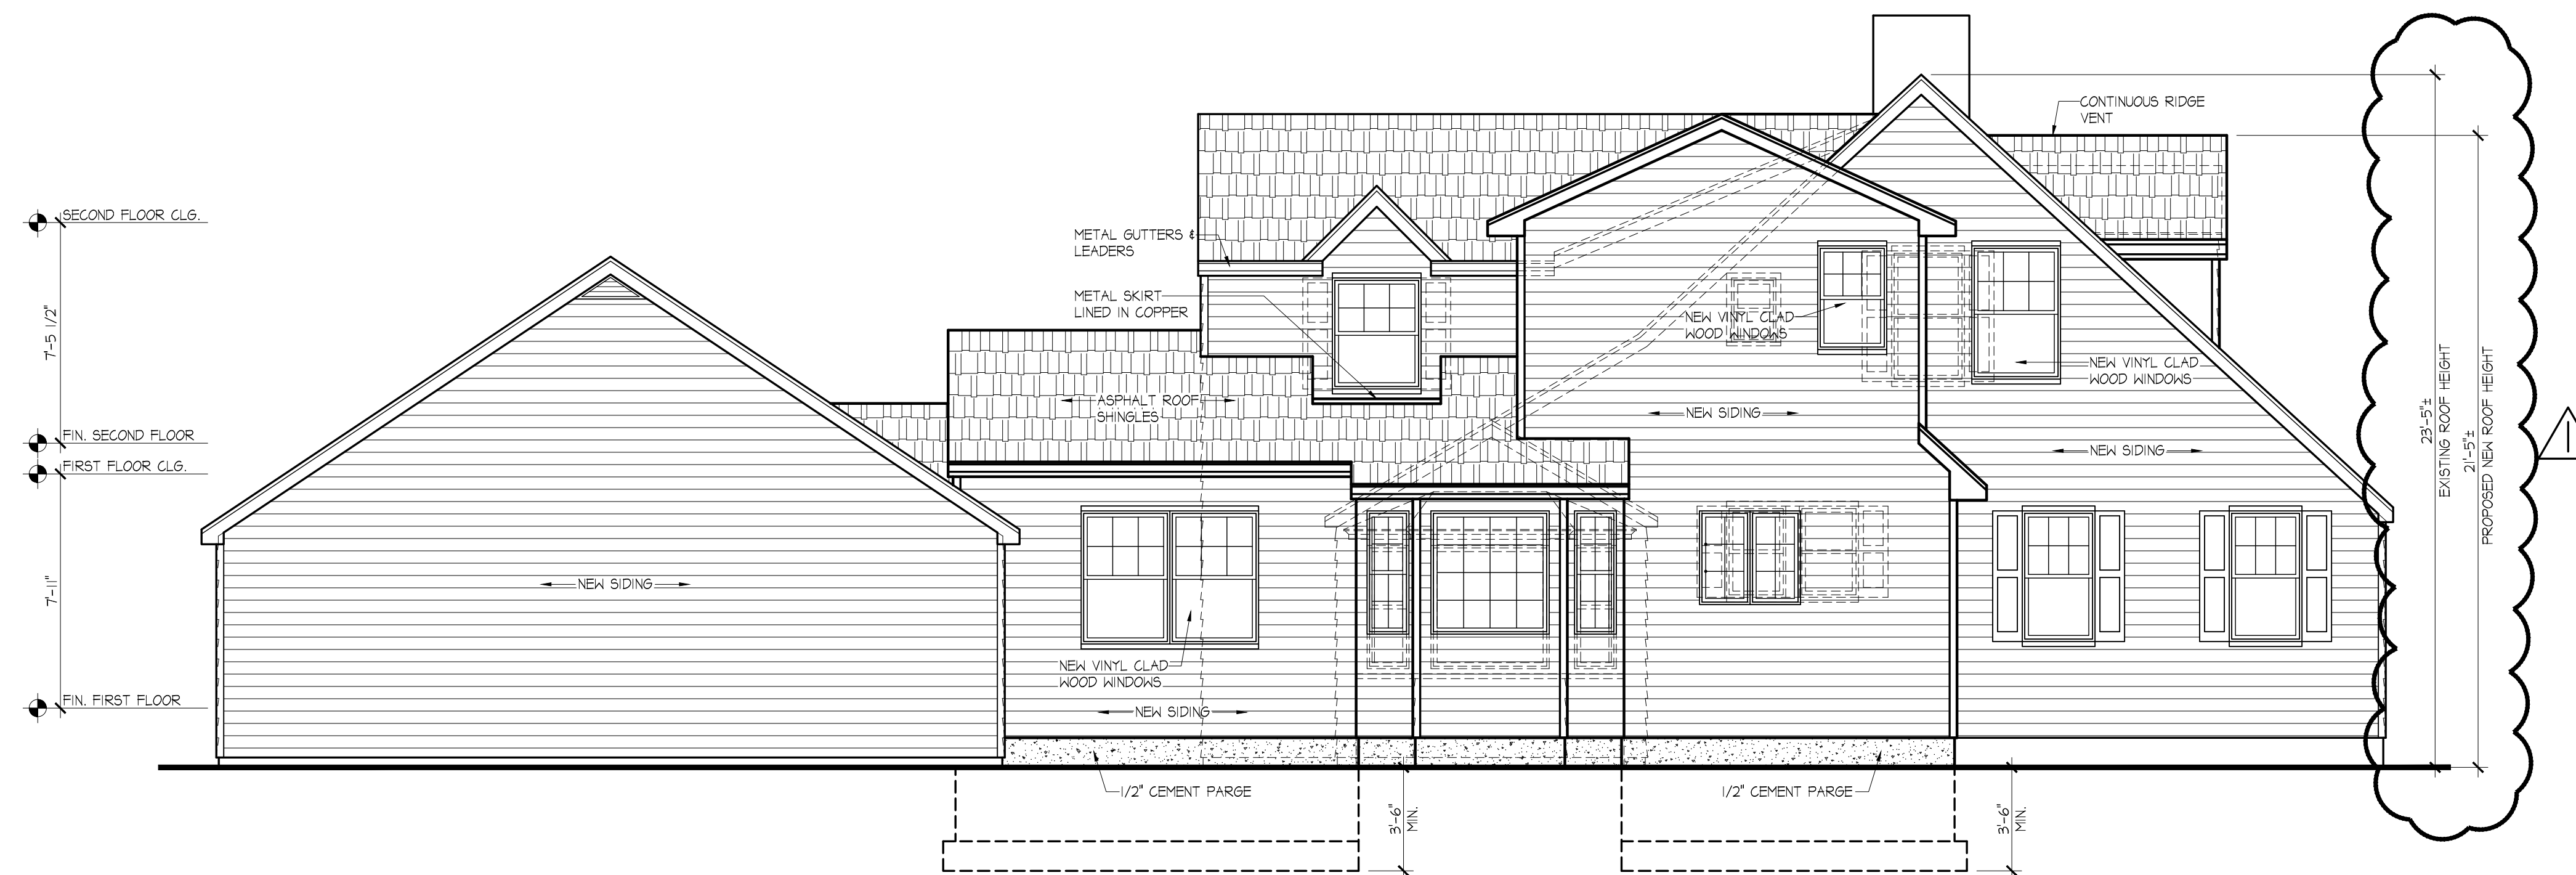 CONTINUOUS RIDGE
VENT
SECOND FLOOR CLG.
METAL GUTTERS &
LEADERS
METAL SKIRT
LINED IN COPPER
7'-5 1/2"
NEW VINYL CLAD
WOOD WINDOWS
NEW VINYL CLAD
WOOD WINDOWS
ASPHALT ROOF
SHINGLES
NEW SIDING
FIN. SECOND FLOOR
NEW SIDING
FIRST FLOOR CLG.
23'-5"±
EXISTING ROOF HEIGHT
21'-5"±
PROPOSED NEW ROOF HEIGHT
1
7'-11"
NEW SIDING
NEW VINYL CLAD
WOOD WINDOWS
FIN. FIRST FLOOR
NEW SIDING
1/2" CEMENT PARGE
1/2" CEMENT PARGE
3'-6"
MIN.
3'-6"
MIN.